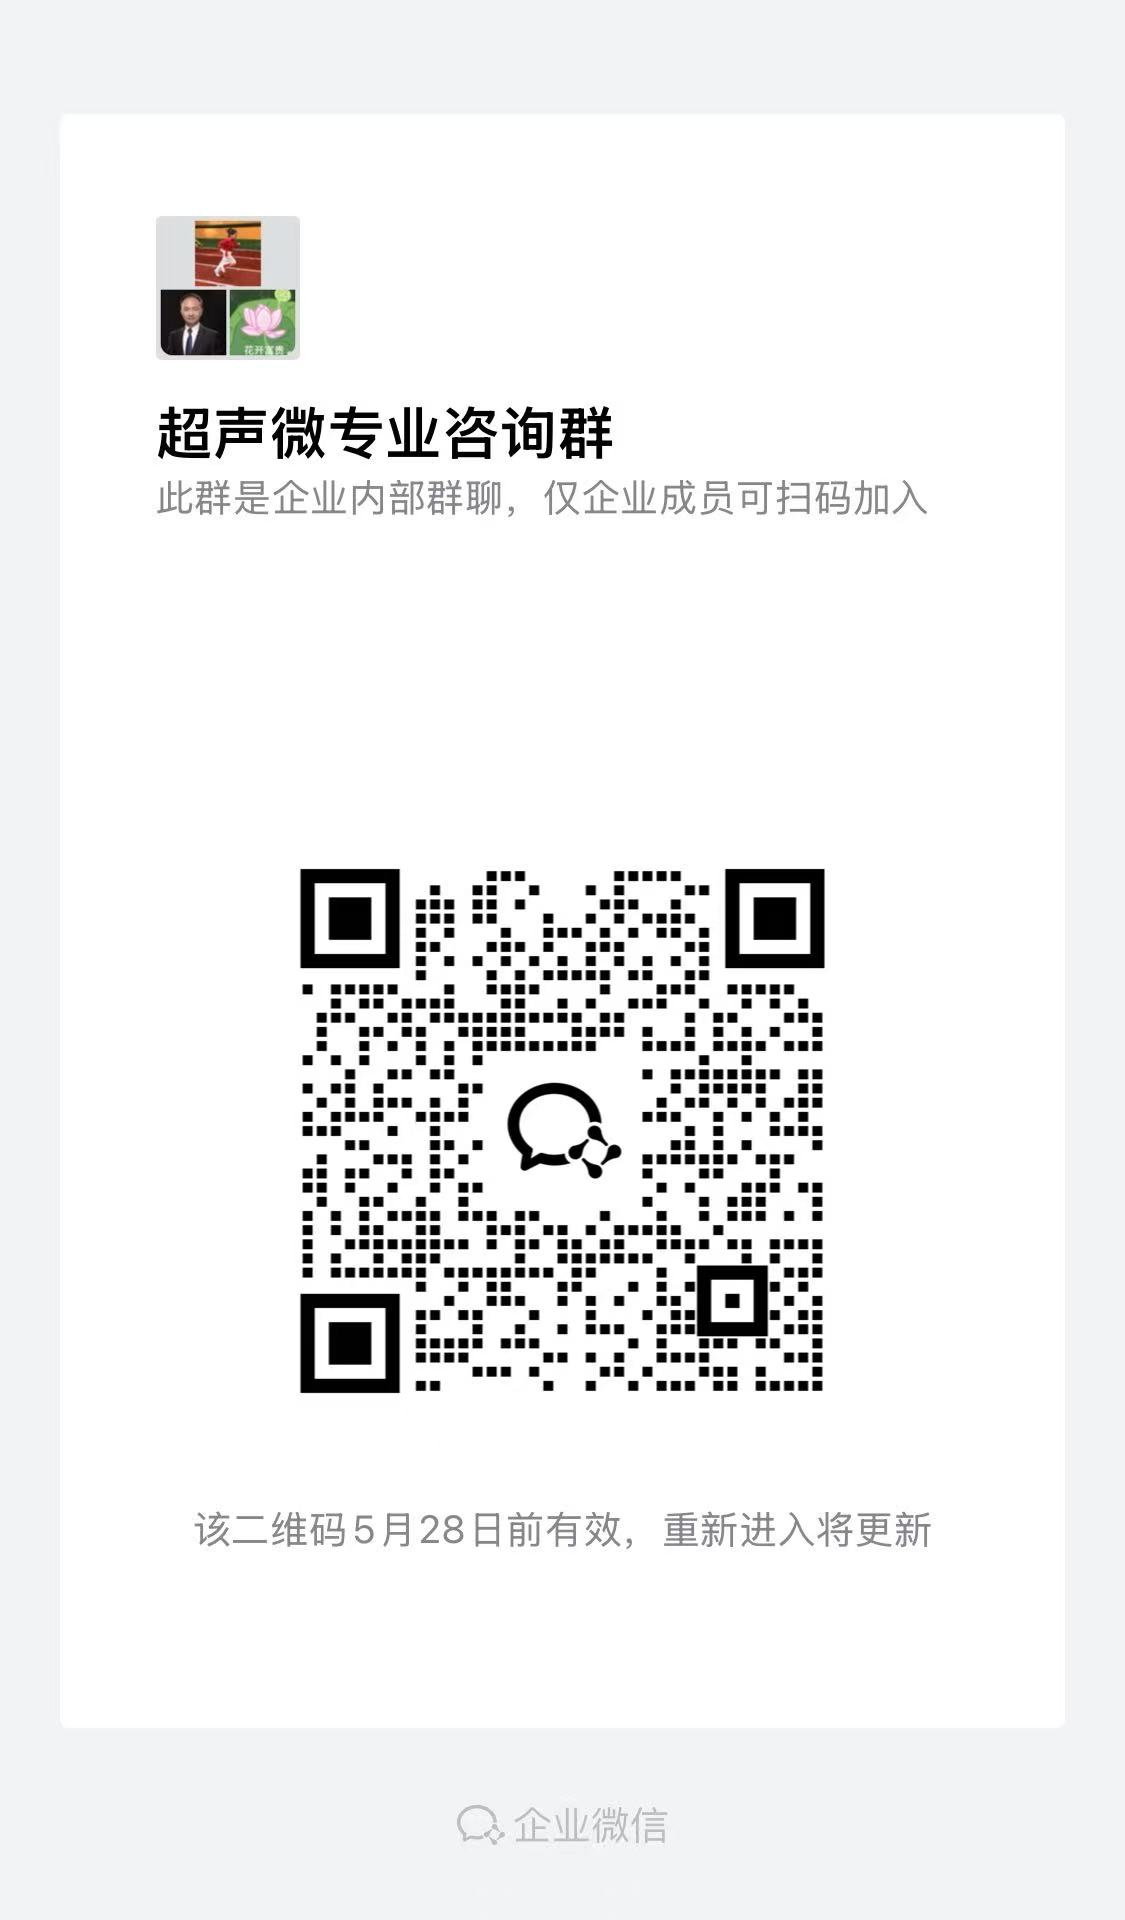 花开富贵
超声微专业咨询群
此群是企业内部群聊，仅企业成员可扫码加入
该二维码5月28日前有效，重新进入将更新
企业微信